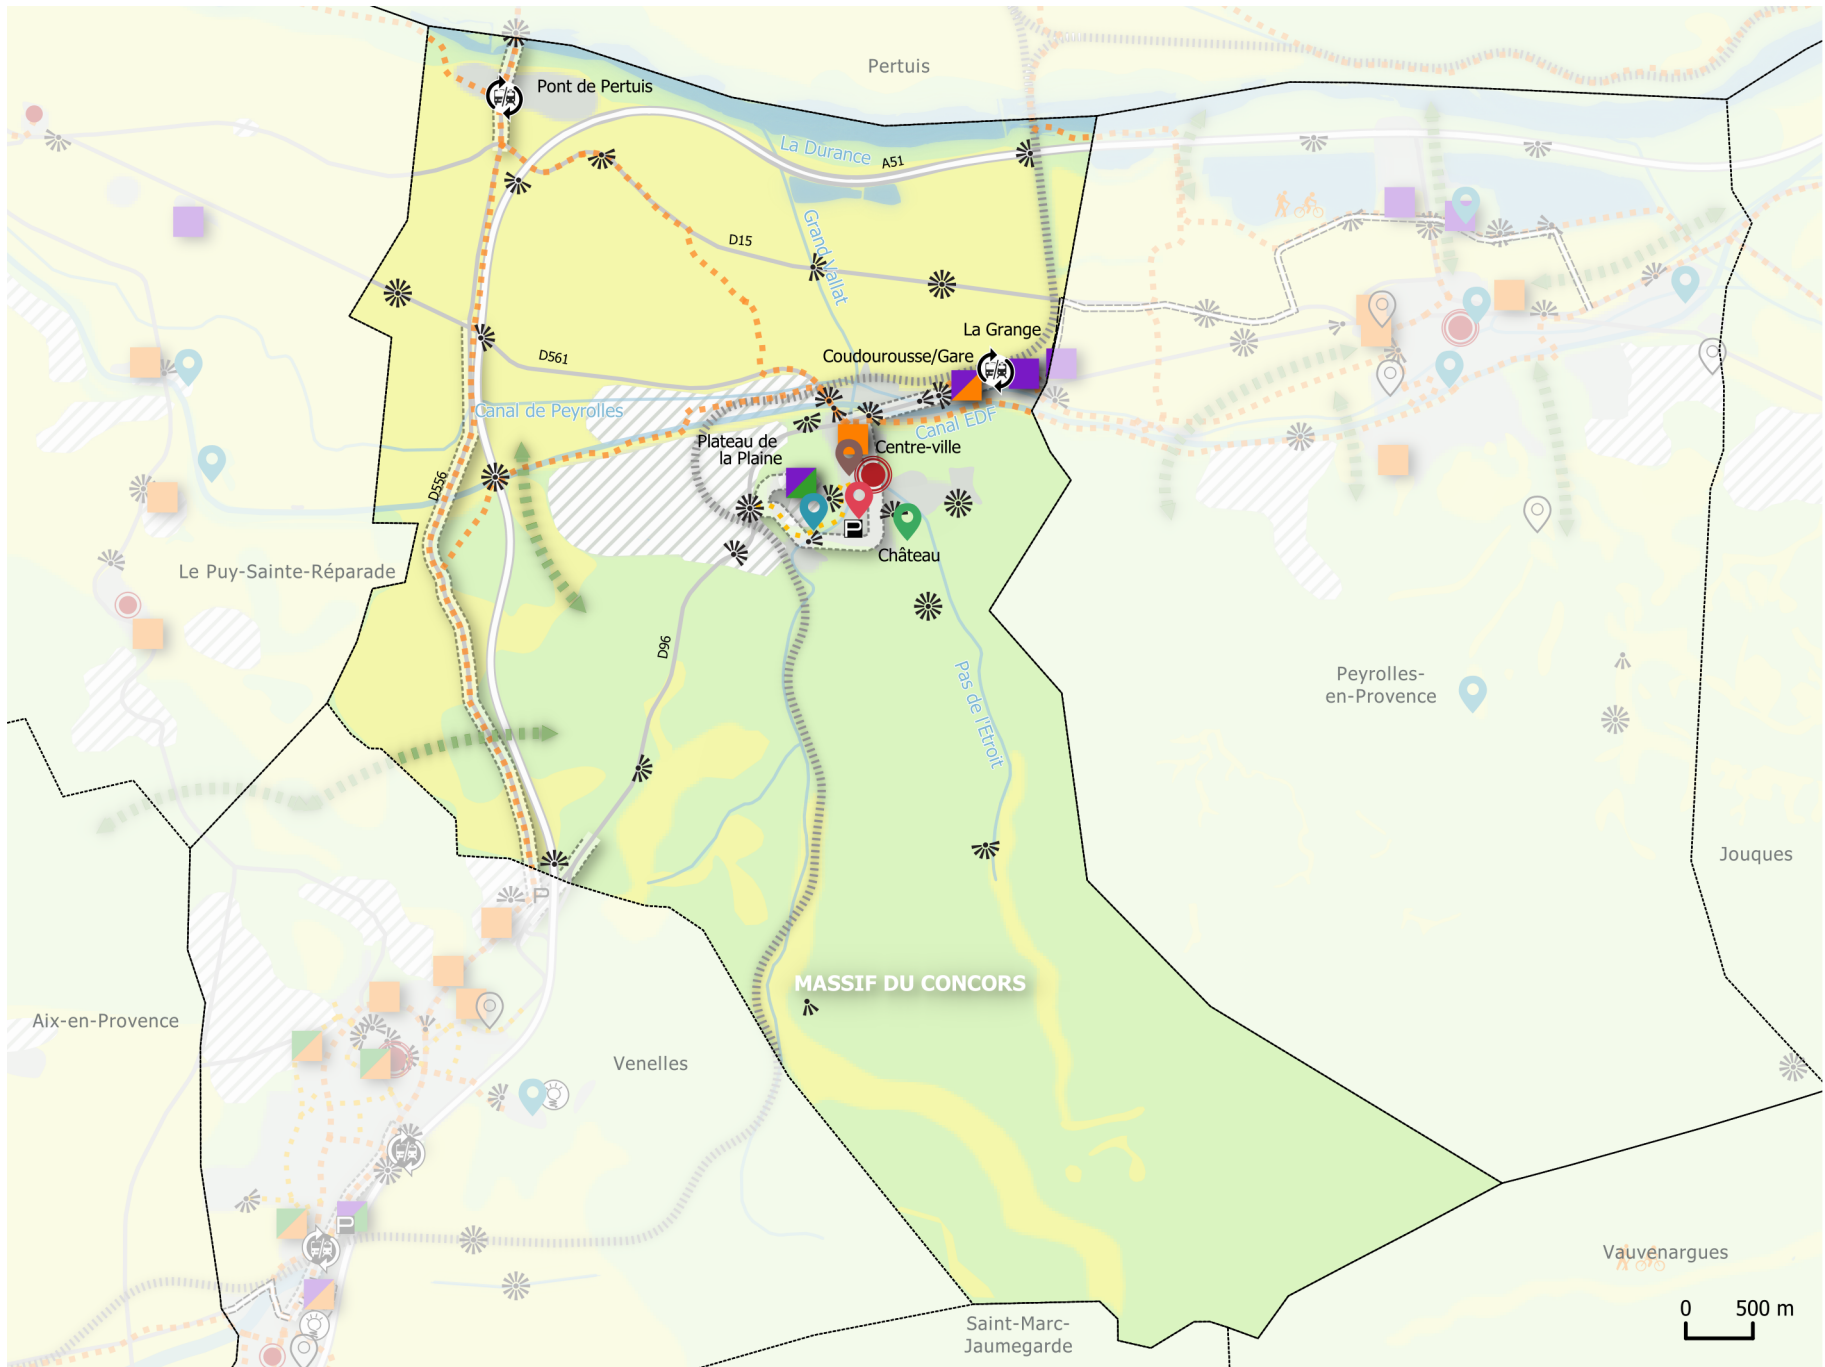 Pertuis
Pont de Pertuis
La Durance
A51
Grand Vallat
D15
La Grange
Coudourousse/Gare
D561
Canal de Peyrolles
Canal EDF
Plateau de
la Plaine
Centre-ville
D556
Château
Le Puy-Sainte-Réparade
D96
Pas de l'Etroit
Peyrolles-
en-Provence
Jouques
MASSIF DU CONCORS
Aix-en-Provence
Venelles
P
P
P
Vauvenargues
Saint-Marc-
Jaumegarde
0 500 m